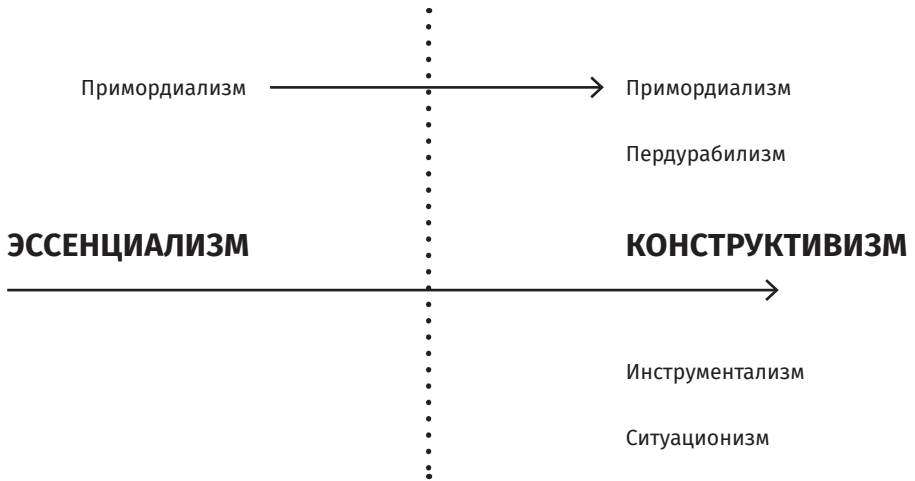 Примордиализм
Примордиализм
Пердурабилизм
ЭССЕНЦИАЛИЗМ
КОНСТРУКТИВИЗМ
Инструментализм
Ситуационизм